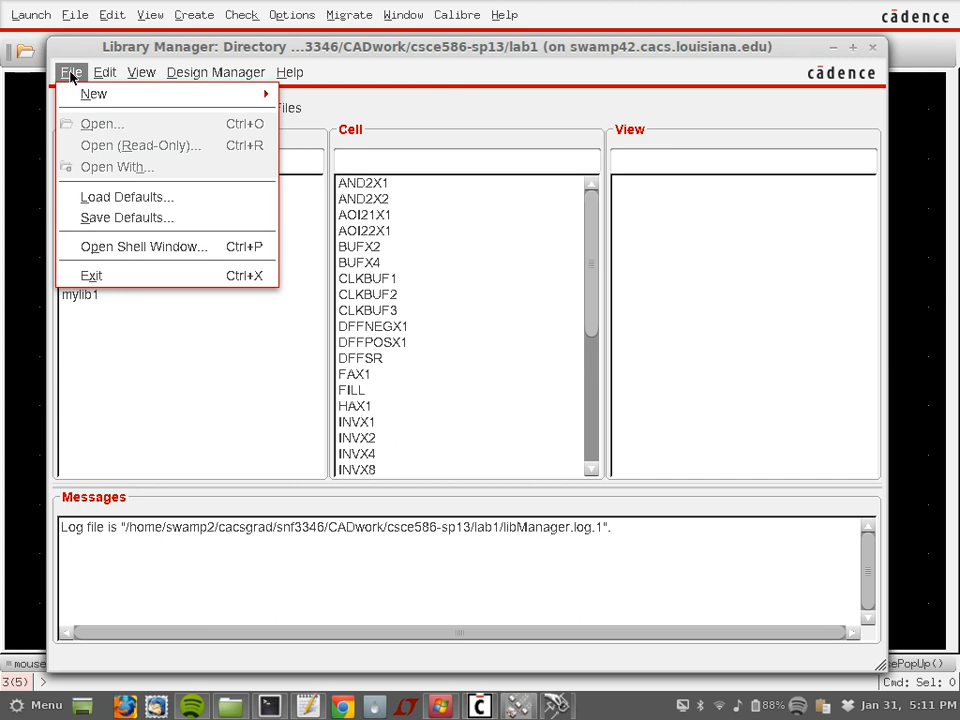 Launch File Edit View Create Check Options Migrate Window Calibre Help cādence
Library Manager: Directory ...3346/CADwork/csce586-sp13/lab1 (on swamp42.cacs.louisiana.edu)
File Edit View Design Manager Help cādence
New
Files
Open... Ctrl+O
Open (Read-Only)... Ctrl+R
Open With...
Load Defaults...
Save Defaults...
Open Shell Window... Ctrl+P
Exit Ctrl+X
mylib1
Cell
AND2X1
AND2X2
AOI21X1
AOI22X1
BUFX2
BUFX4
CLKBUF1
CLKBUF2
CLKBUF3
DFFNEGX1
DFFPOSX1
DFFSR
FAX1
FILL
HAX1
INVX1
INVX2
INVX4
INVX8
View
Messages
Log file is "/home/swamp2/cacsgrad/snf3346/CADwork/csce586-sp13/lab1/libManager.log.1".
mouse ePopUp()
3(5) > Cmd: Sel: 0
Menu 88% Jan 31, 5:11 PM